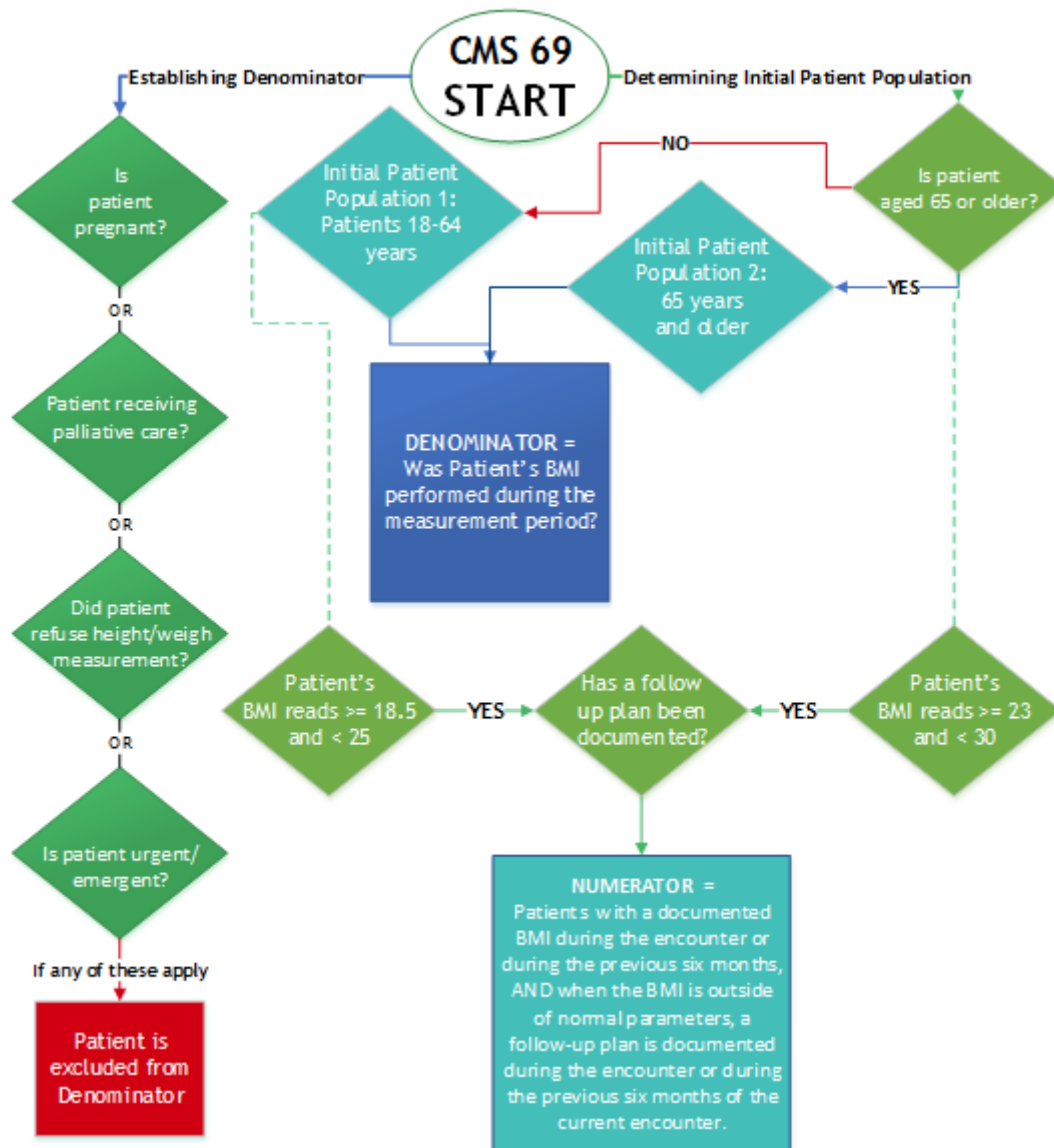 CMS 69
START
Establishing Denominator
Determining Initial Patient Population
Is
patient
pregnant?
OR
Patient receiving
palliative care?
OR
Did patient
refuse height/weigh
measurement?
OR
Is patient urgent/
emergent?
If any of these apply
Patient is
excluded from
Denominator
Initial Patient
Population 1:
Patients 18-64
years
NO
Is patient
aged 65 or older?
YES
Initial Patient
Population 2:
65 years
and older
DENOMINATOR =
Was Patient's BMI
performed during the
measurement period?
Patient's
BMI reads >= 18.5
and < 25
YES
Has a follow
up plan been
documented?
YES
Patient's
BMI reads >= 23
and < 30
NUMERATOR =
Patients with a documented
BMI during the encounter or
during the previous six months,
AND when the BMI is outside
of normal parameters, a
follow-up plan is documented
during the encounter or during
the previous six months of the
current encounter.